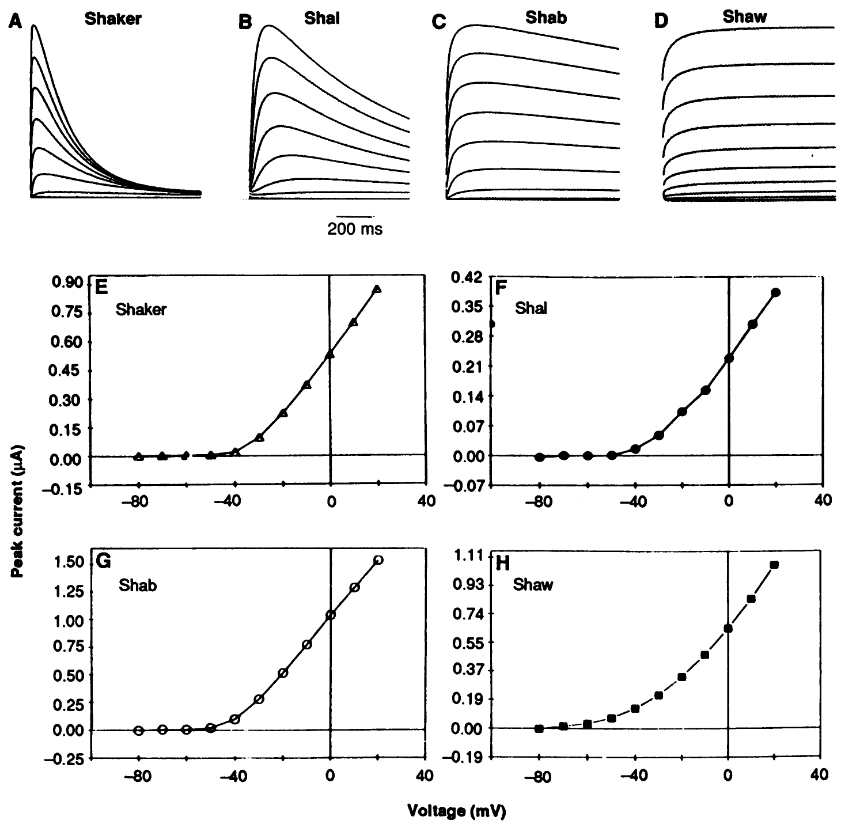 A Shaker
B Shal
C Shab
D Shaw
200 ms
E
Shaker
0.90
0.75
0.60
0.45
0.30
0.15
0.00
−0.15
−80 −40 0 40
F
Shal
0.42
0.35
0.28
0.21
0.14
0.07
0.00
−0.07
−80 −40 0 40
Peak current (μA)
G
Shab
1.50
1.25
1.00
0.75
0.50
0.25
0.00
−0.25
−80 −40 0 40
H
Shaw
1.11
0.93
0.74
0.55
0.37
0.19
0.00
−0.19
−80 −40 0 40
Voltage (mV)